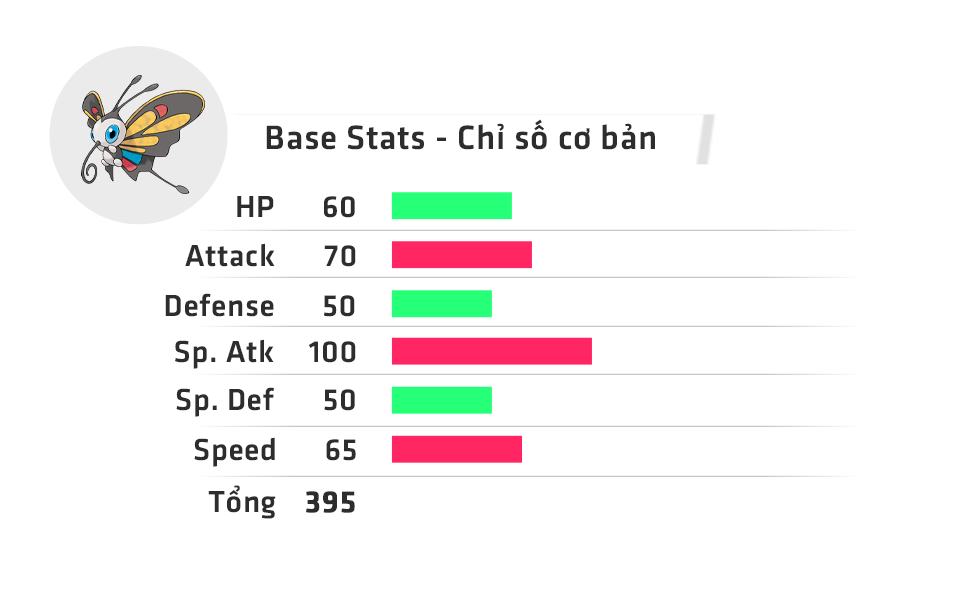 Base Stats - Chỉ số cơ bản
HP 60
Attack 70
Defense 50
Sp. Atk 100
Sp. Def 50
Speed 65
Tổng 395